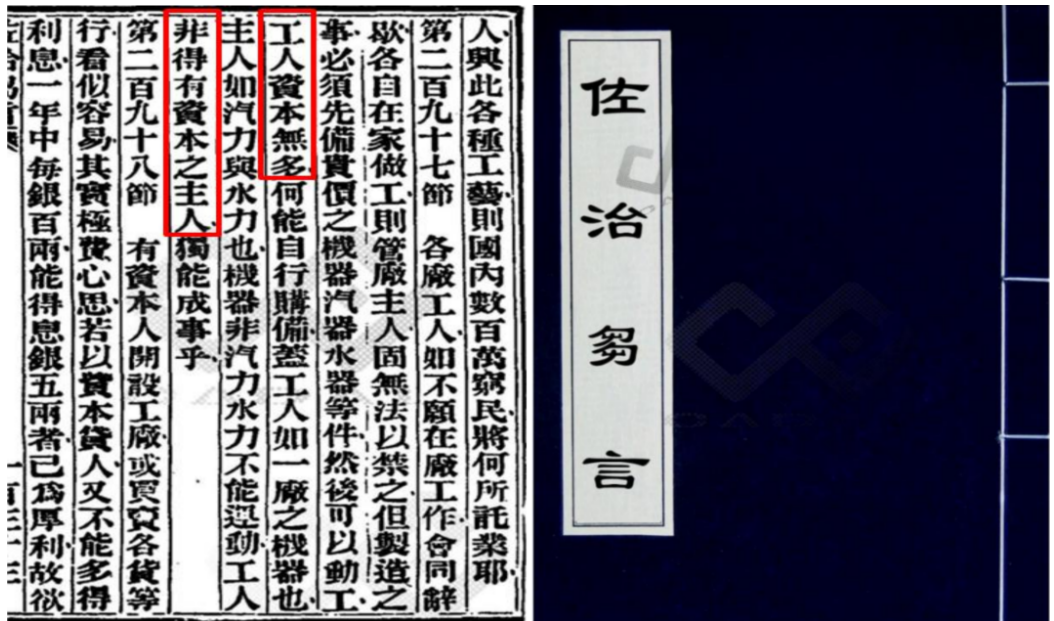 人興此各種工藝則國內數百萬窮民將何所託業耶
第二百九十七節 各廠工人如不願在廠工作會同辭
歇各自在家做工則管廠主人固無法以禁之但製造之
事必須先備貴價之機器汽器水器等件然後可以動工
工人資本無多何能自行購備蓋工人如一廠之機器也
主人如汽力與水力也機器非汽力水力不能運動工人
非得有資本之主人獨能成事乎
第二百九十八節 有資本人開設工廠或買賣各貨等
行看似容易其實極費心思若以資本貸人又不能多得
利息一年中每銀百兩能得息銀五兩者已爲厚利故欲
佐治芻言